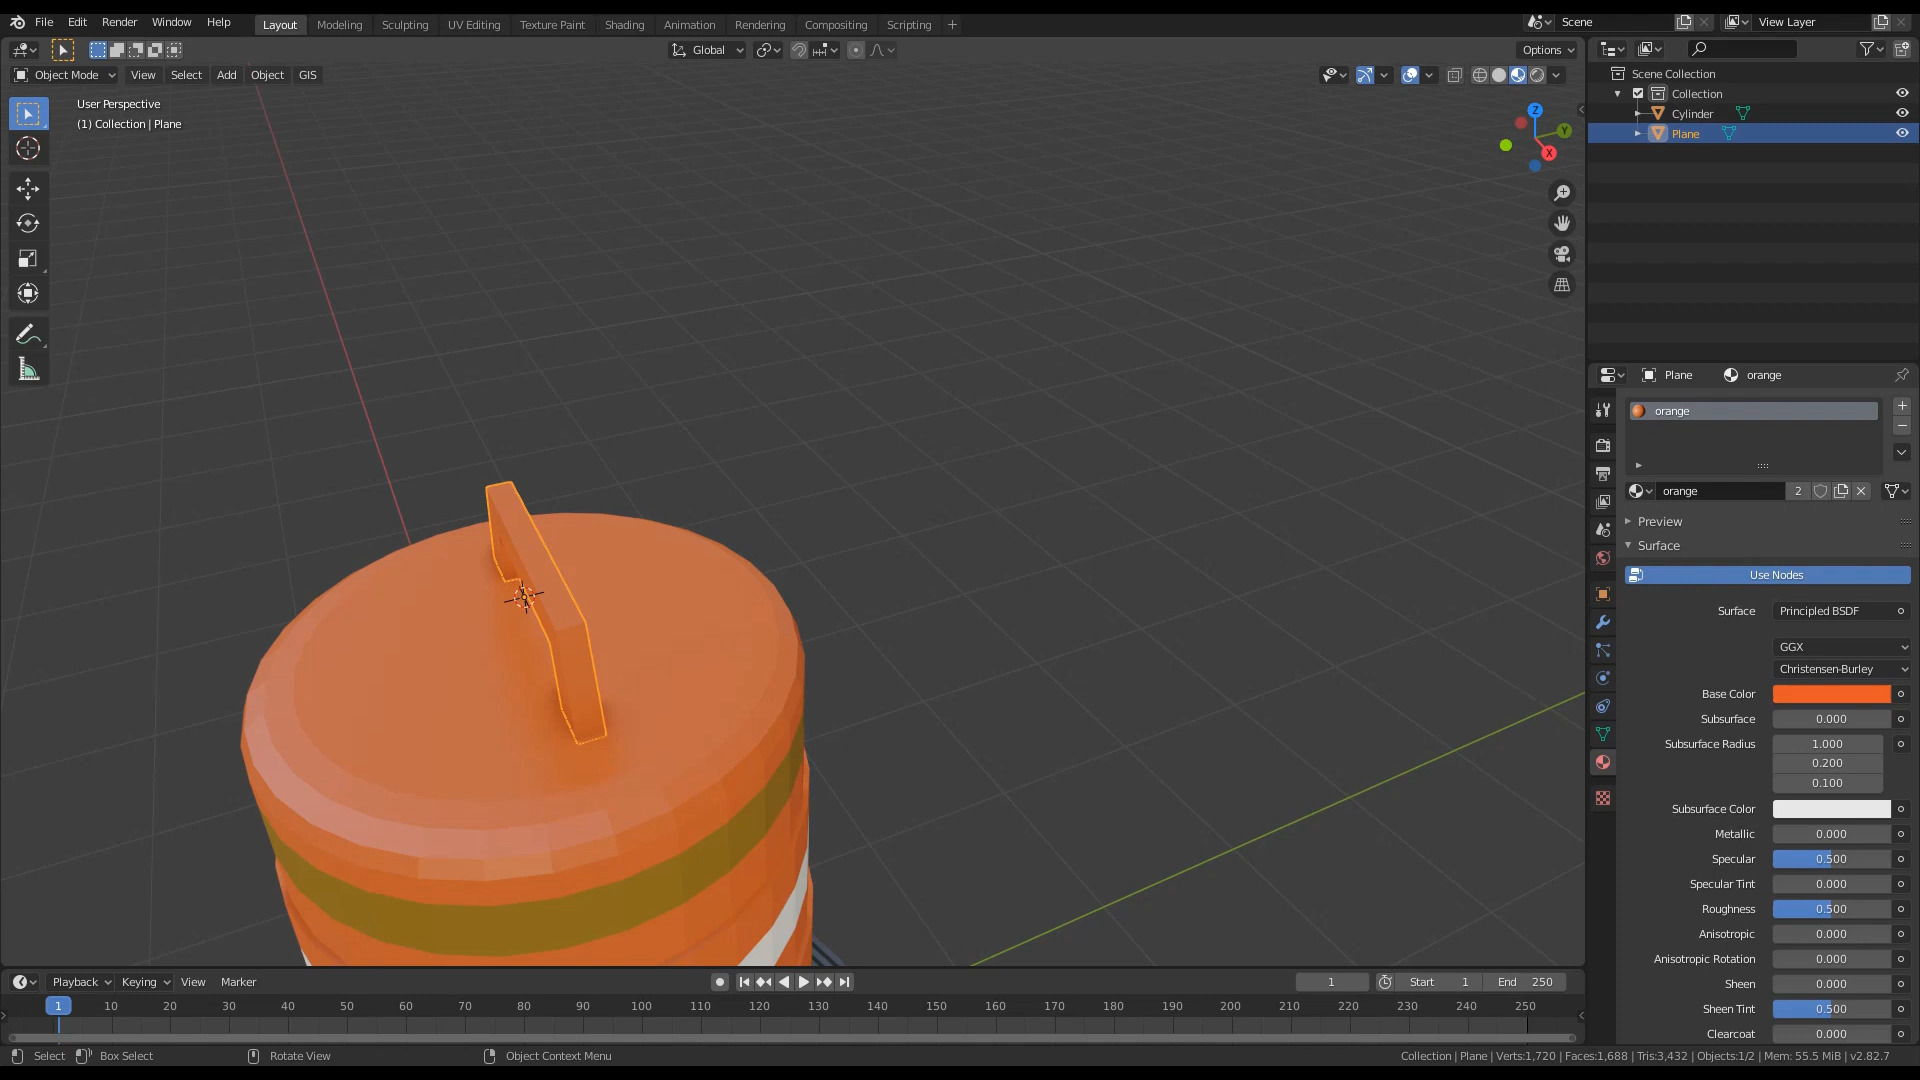 File Edit Render Window Help Layout Modeling Sculpting UV Editing Texture Paint Shading Animation Rendering Compositing Scripting + Scene View Layer
Global Options
Object Mode View Select Add Object GIS
User Perspective
(1) Collection | Plane
Z
Y
X
Scene Collection
Collection
Cylinder
Plane
Plane orange
orange
orange 2
Preview
Surface
Use Nodes
Surface Principled BSDF
GGX
Christensen-Burley
Base Color
Subsurface 0.000
Subsurface Radius 1.000
0.200
0.100
Subsurface Color
Metallic 0.000
Specular 0.500
Specular Tint 0.000
Roughness 0.500
Anisotropic 0.000
Anisotropic Rotation 0.000
Sheen 0.000
Sheen Tint 0.500
Clearcoat 0.000
Playback Keying View Marker 1 Start 1 End 250
1 10 20 30 40 50 60 70 80 90 100 110 120 130 140 150 160 170 180 190 200 210 220 230 240 250
Select Box Select Rotate View Object Context Menu Collection | Plane | Verts:1,720 | Faces:1,688 | Tris:3,432 | Objects:1/2 | Mem: 55.5 MiB | v2.82.7